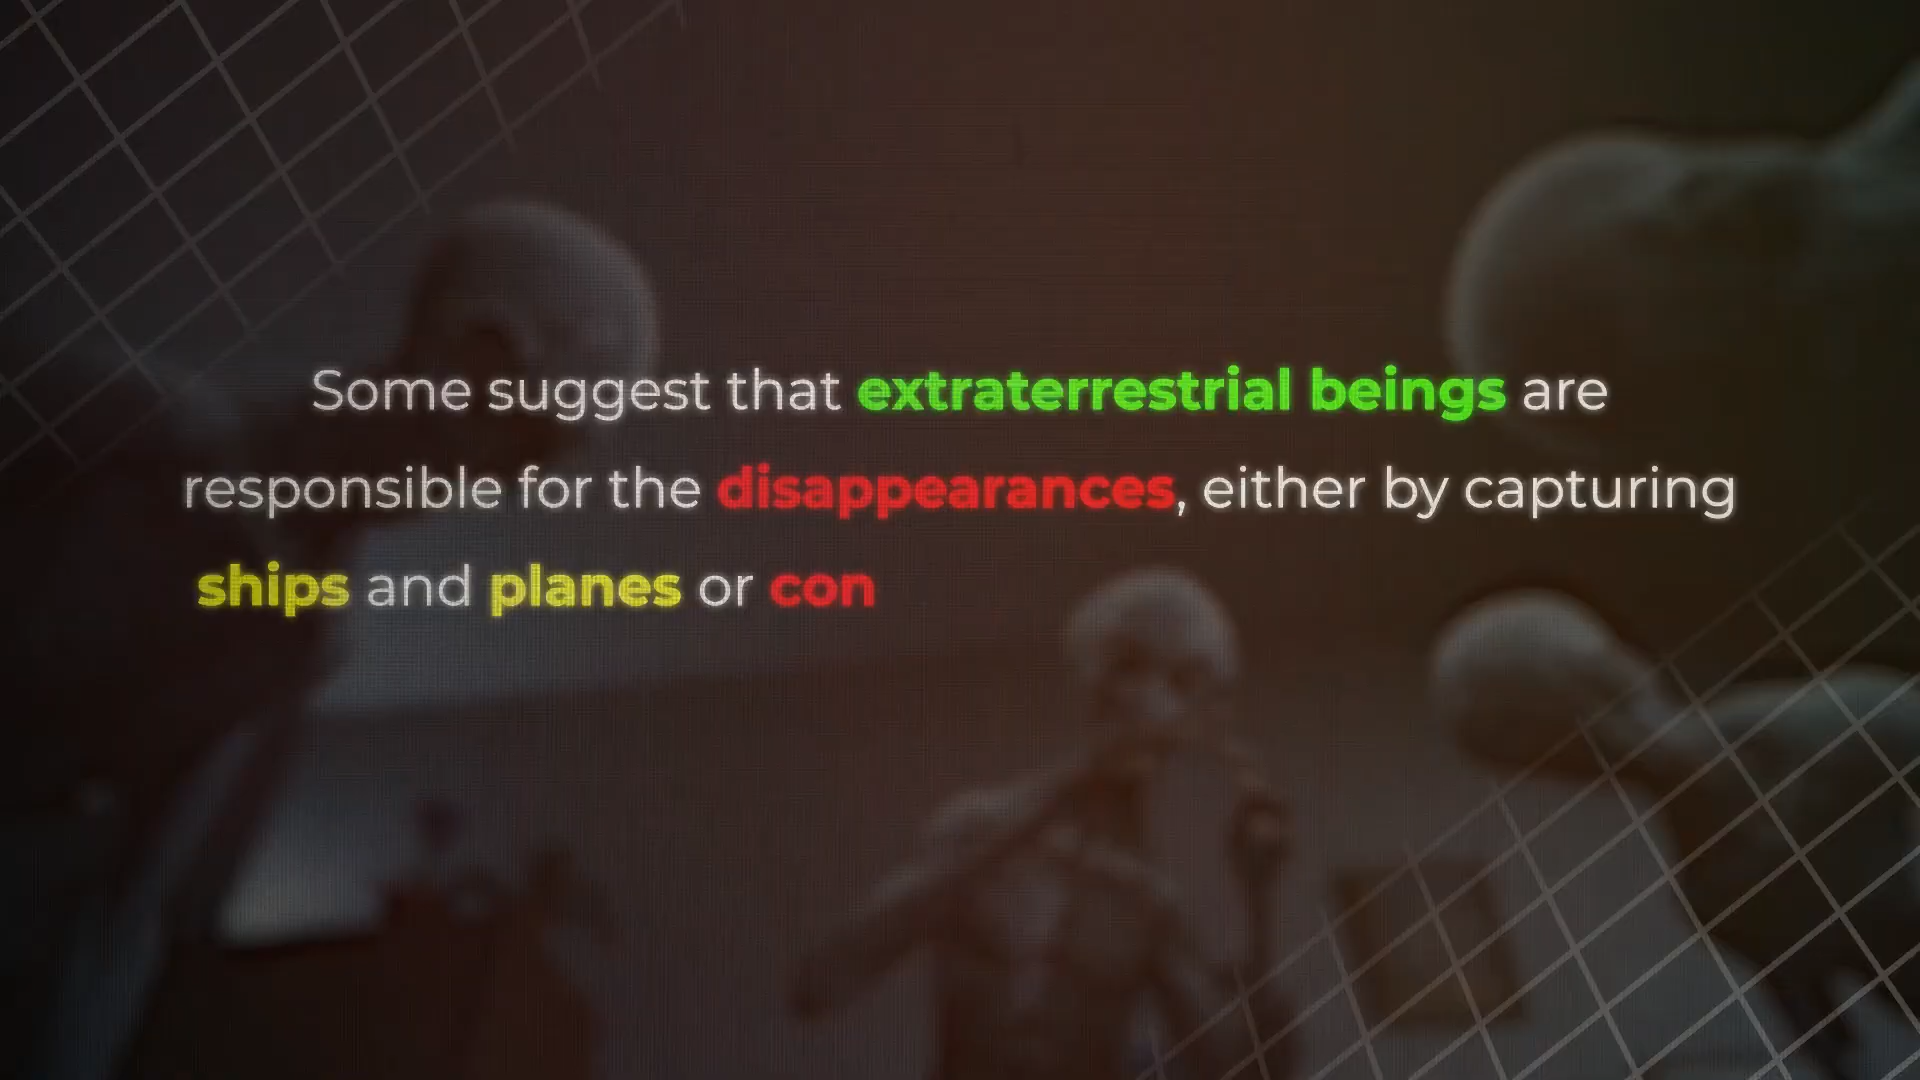 Some suggest that extraterrestrial beings are
responsible for the disappearances, either by capturing
ships and planes or con